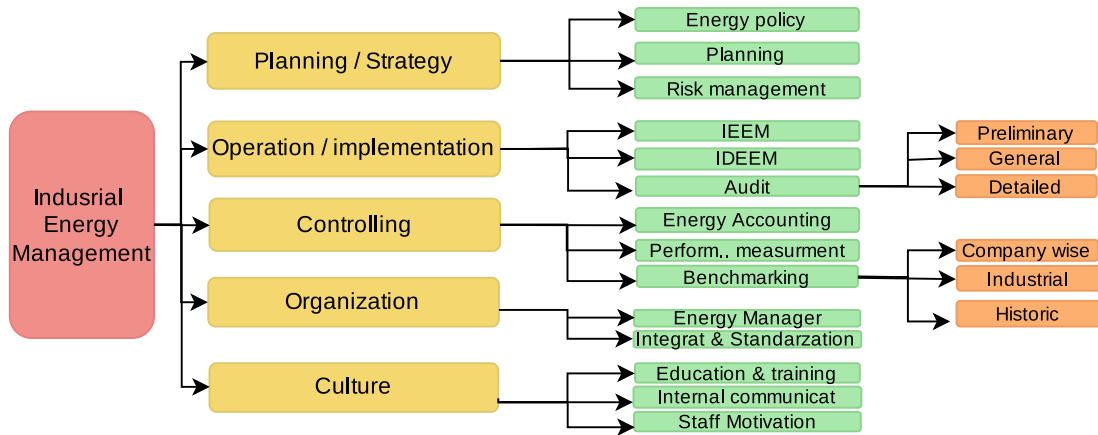 Indusrial
Energy
Management
Planning / Strategy
Energy policy
Planning
Risk management
Operation / implementation
IEEM
IDEEM
Audit
Preliminary
General
Detailed
Controlling
Energy Accounting
Perform.. measurment
Benchmarking
Company wise
Industrial
Historic
Organization
Energy Manager
Integrat & Standarzation
Culture
Education & training
Internal communicat
Staff Motivation